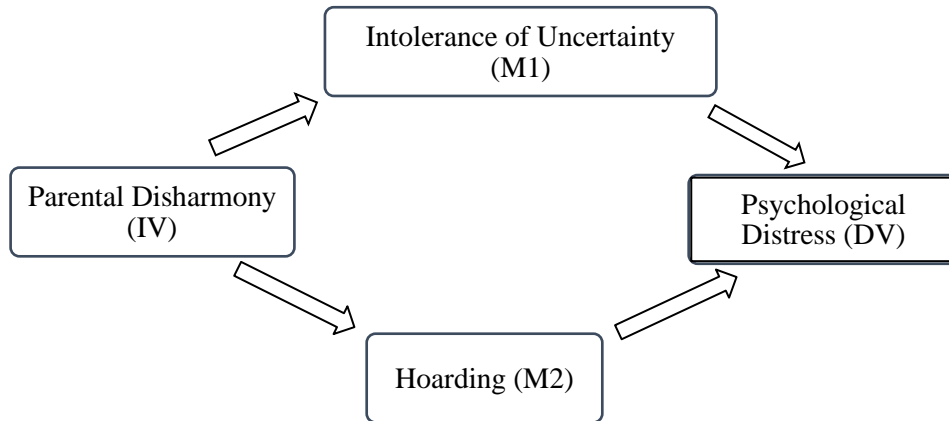 Intolerance of Uncertainty
(M1)
Parental Disharmony
(IV)
Psychological
Distress (DV)
Hoarding (M2)